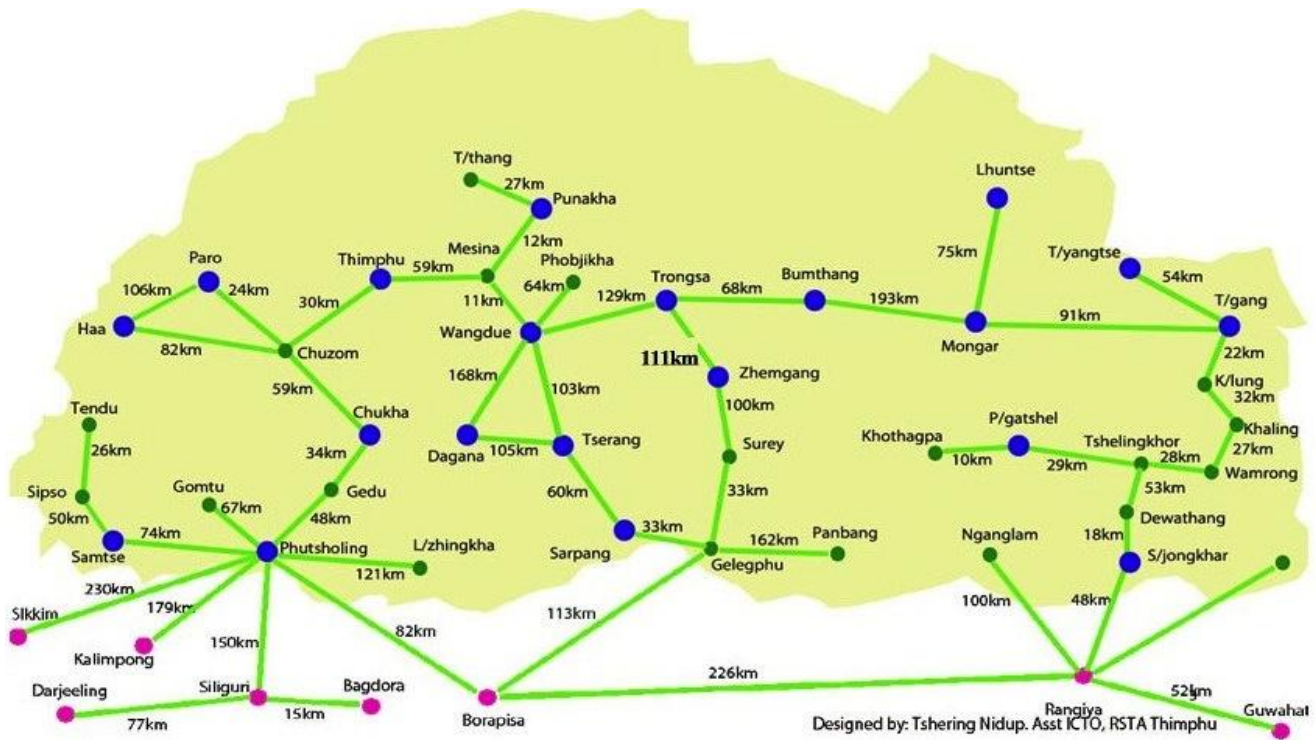 T/thang
27km
Punakha
Lhuntse
12km
Mesina
Phobjikha
75km
T/yangtse
Paro
Thimphu
59km
54km
64km
Trongsa
Bumthang
106km
24km
68km
30km
11km
129km
193km
T/gang
91km
Haa
Wangdue
Mongar
82km
Chuzom
111km
22km
Zhemgang
168km
K/lung
59km
103km
32km
Tendu
Chukha
100km
P/gatshel
Khaling
Khothagpa
Tshelingkhor
26km
34km
Dagana
105km
Tserang
Surey
27km
10km
29km
28km
Wamrong
Sipso
Gomtu
Gedu
60km
33km
53km
50km
67km
48km
Dewathang
33km
Panbang
74km
Phutsholing
L/zhingkha
162km
Nganglam
18km
Samtse
Sarpang
Gelegphu
S/jongkhar
121km
230km
100km
48km
SIkkim
179km
113km
82km
150km
Kalimpong
226km
Darjeeling
Siliguri
Bagdora
52km
77km
15km
Borapisa
Rangiya
Guwahat
Designed by: Tshering Nidup. Asst ICTO, RSTA Thimphu